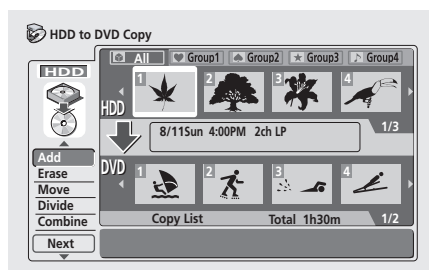 HDD to DVD Copy
All Group1 Group2 Group3 Group4
HDD
HDD
1 2 3 4
8/11Sun 4:00PM 2ch LP
1/3
Add
Erase
Move
Divide
Combine
Next
DVD
1 2 3 4
Copy List Total 1h30m 1/2